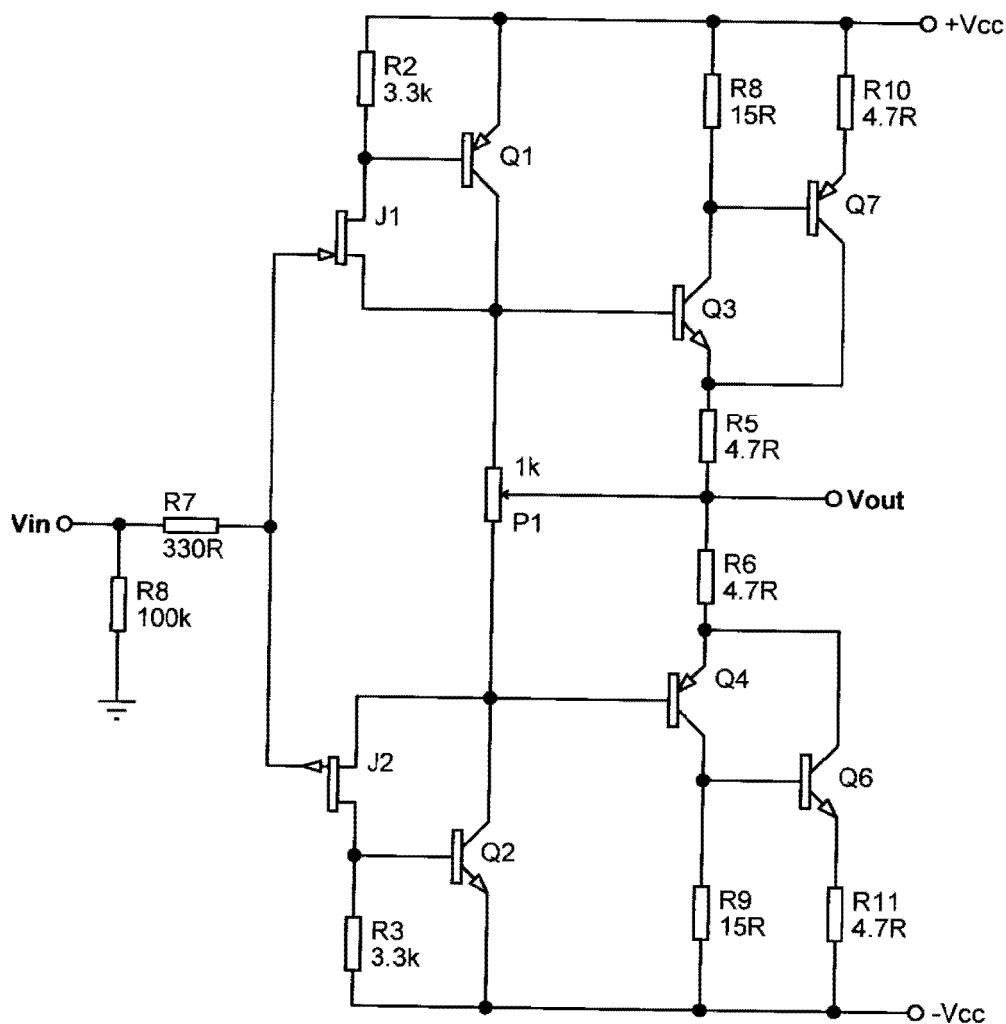 +Vcc
R2
3.3k
Q1
R8
15R
R10
4.7R
Q7
J1
Q3
R5
4.7R
1k
P1
Vout
Vin
R7
330R
R8
100k
R6
4.7R
Q4
J2
Q6
Q2
R3
3.3k
R9
15R
R11
4.7R
-Vcc